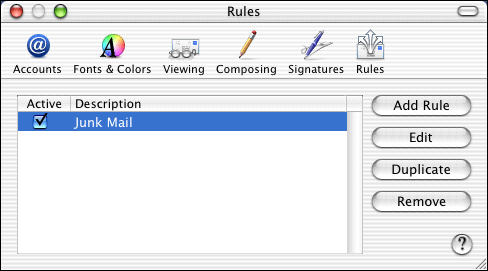 Rules
Accounts Fonts & Colors Viewing Composing Signatures Rules
Active Description
Junk Mail
Add Rule
Edit
Duplicate
Remove
?